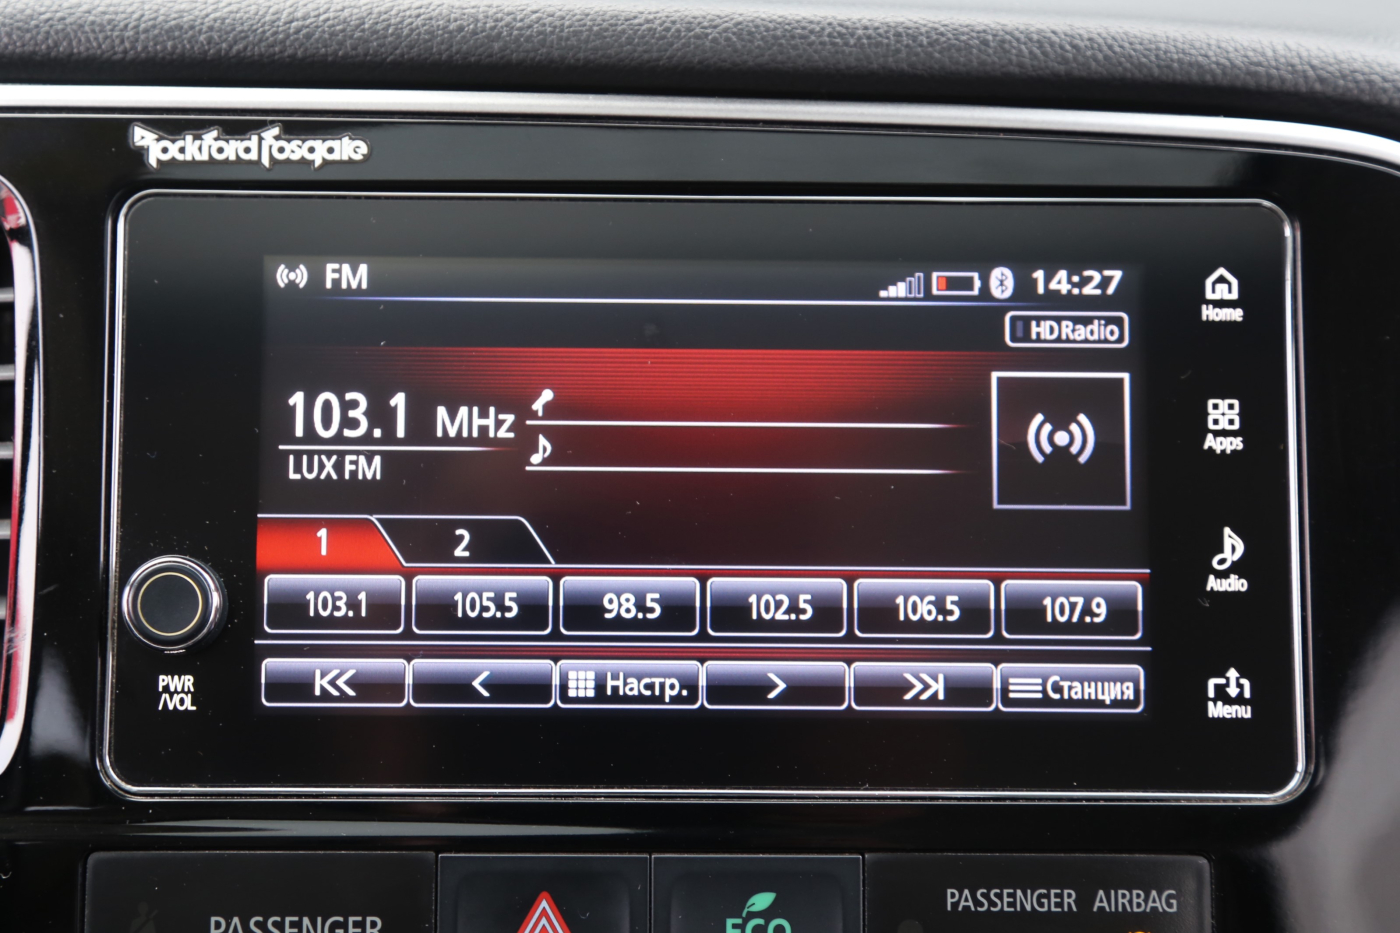 Rockford Fosgate
FM
14:27
HD Radio
103.1 MHz
LUX FM
1
2
103.1
105.5
98.5
102.5
106.5
107.9
Настр.
Станция
Home
Apps
Audio
Menu
PWR
/VOL
PASSENGER
ECO
PASSENGER AIRBAG